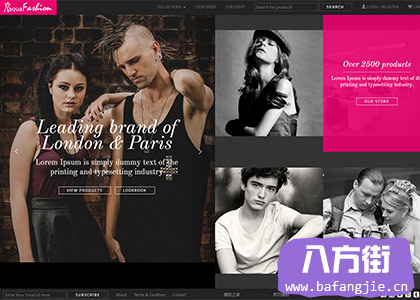 RisusFashion
COLLECTIONS
LOOK BOOK
CHECKOUT
Search for products
SEARCH
LOGIN / REGISTER
Leading brand of
London & Paris
Lorem Ipsum is simply dummy text of the
printing and typesetting industry
VIEW PRODUCTS
LOOKBOOK
Over 2500 products
Lorem Ipsum is simply dummy text of the
printing and typesetting industry
OUR STORE
八方街
www.bafangjie.cn
Enter Your Email id Here
SUBSCRIBE
About
Terms & Condition
Contact